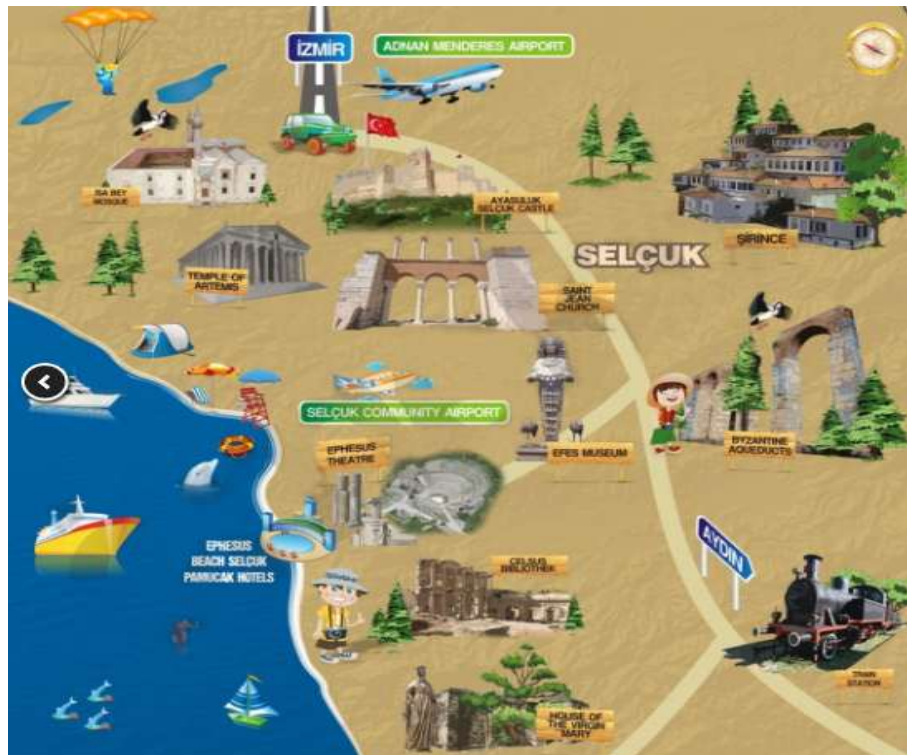 İZMİR
ADNAN MENDERES AIRPORT
ISA BEY
MOSQUE
AYASULUK
SELÇUK CASTLE
ŞİRİNCE
SELÇUK
TEMPLE OF
ARTEMIS
SAINT
JEAN
CHURCH
SELÇUK COMMUNITY AIRPORT
EPHESUS
THEATRE
EFES MUSEUM
BYZANTINE
AQUEDUCTS
AYDIN
EPHESUS
BEACH SELÇUK
PAMUCAK HOTELS
CELSUS
BIBLIOTHEK
TRAIN
STATION
HOUSE OF
THE VIRGIN
MARY